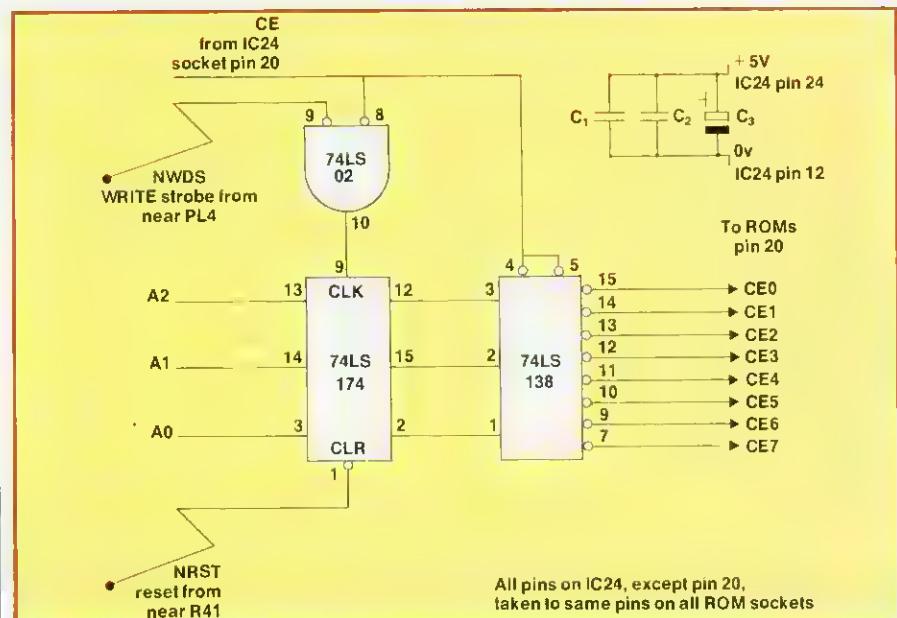 CE
from IC24
socket pin 20
9
8
74LS
02
10
NWDS
WRITE strobe from
near PL4
+ 5V
IC24 pin 24
C₁
C₂
C₃
+
0v
IC24 pin 12
To ROMs
pin 20
9
4
5
A2
13
CLK
12
3
15
CE0
14
CE1
13
CE2
A1
14
74LS
174
15
2
74LS
138
12
CE3
11
CE4
10
CE5
A0
3
2
1
9
CE6
7
CE7
CLR
1
NRST
reset from
near R41
All pins on IC24, except pin 20,
taken to same pins on all ROM sockets